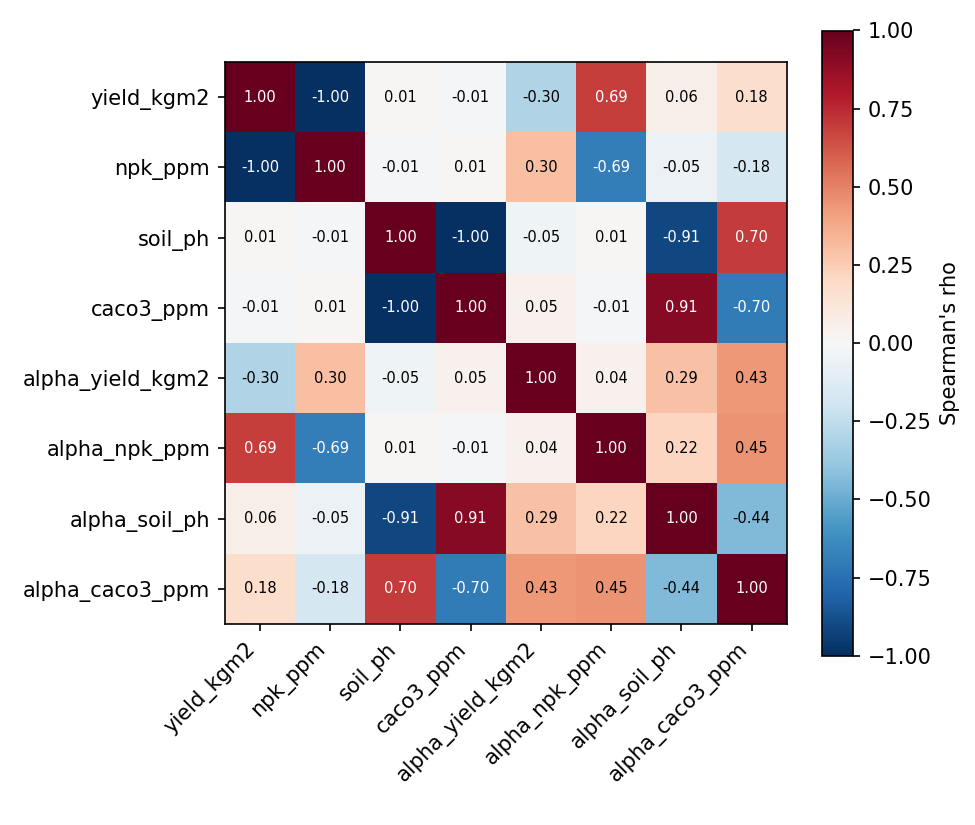 yield_kgm2 1.00 -1.00 0.01 -0.01 -0.30 0.69 0.06 0.18
npk_ppm -1.00 1.00 -0.01 0.01 0.30 -0.69 -0.05 -0.18
soil_ph 0.01 -0.01 1.00 -1.00 -0.05 0.01 -0.91 0.70
caco3_ppm -0.01 0.01 -1.00 1.00 0.05 -0.01 0.91 -0.70
alpha_yield_kgm2 -0.30 0.30 -0.05 0.05 1.00 0.04 0.29 0.43
alpha_npk_ppm 0.69 -0.69 0.01 -0.01 0.04 1.00 0.22 0.45
alpha_soil_ph 0.06 -0.05 -0.91 0.91 0.29 0.22 1.00 -0.44
alpha_caco3_ppm 0.18 -0.18 0.70 -0.70 0.43 0.45 -0.44 1.00
yield_kgm2
npk_ppm
soil_ph
caco3_ppm
alpha_yield_kgm2
alpha_npk_ppm
alpha_soil_ph
alpha_caco3_ppm
1.00
0.75
0.50
0.25
0.00
−0.25
−0.50
−0.75
−1.00
Spearman's rho